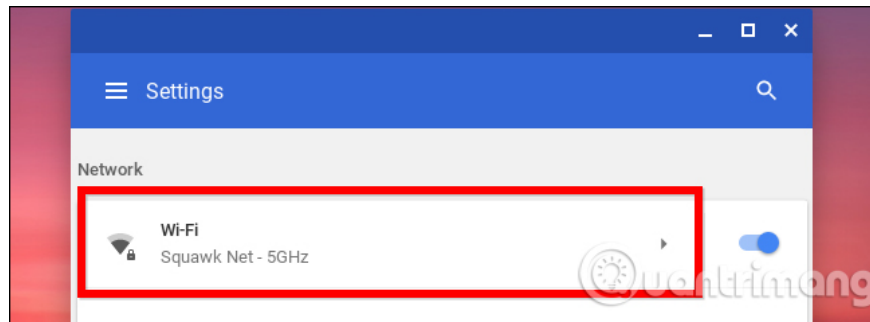 Settings
Network
Wi-Fi
Squawk Net - 5GHz
Quantrimang